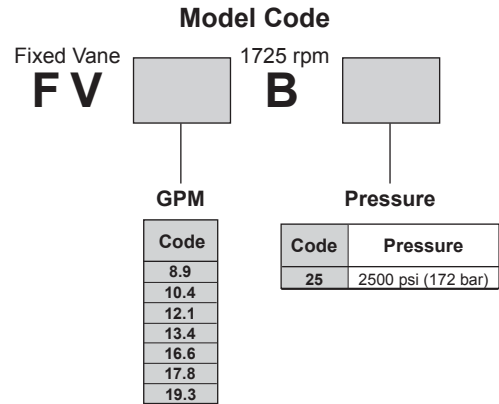 Model Code
Fixed Vane 1725 rpm
F V B
GPM Pressure
Code
8.9
10.4
12.1
13.4
16.6
17.8
19.3
Code Pressure
25 2500 psi (172 bar)